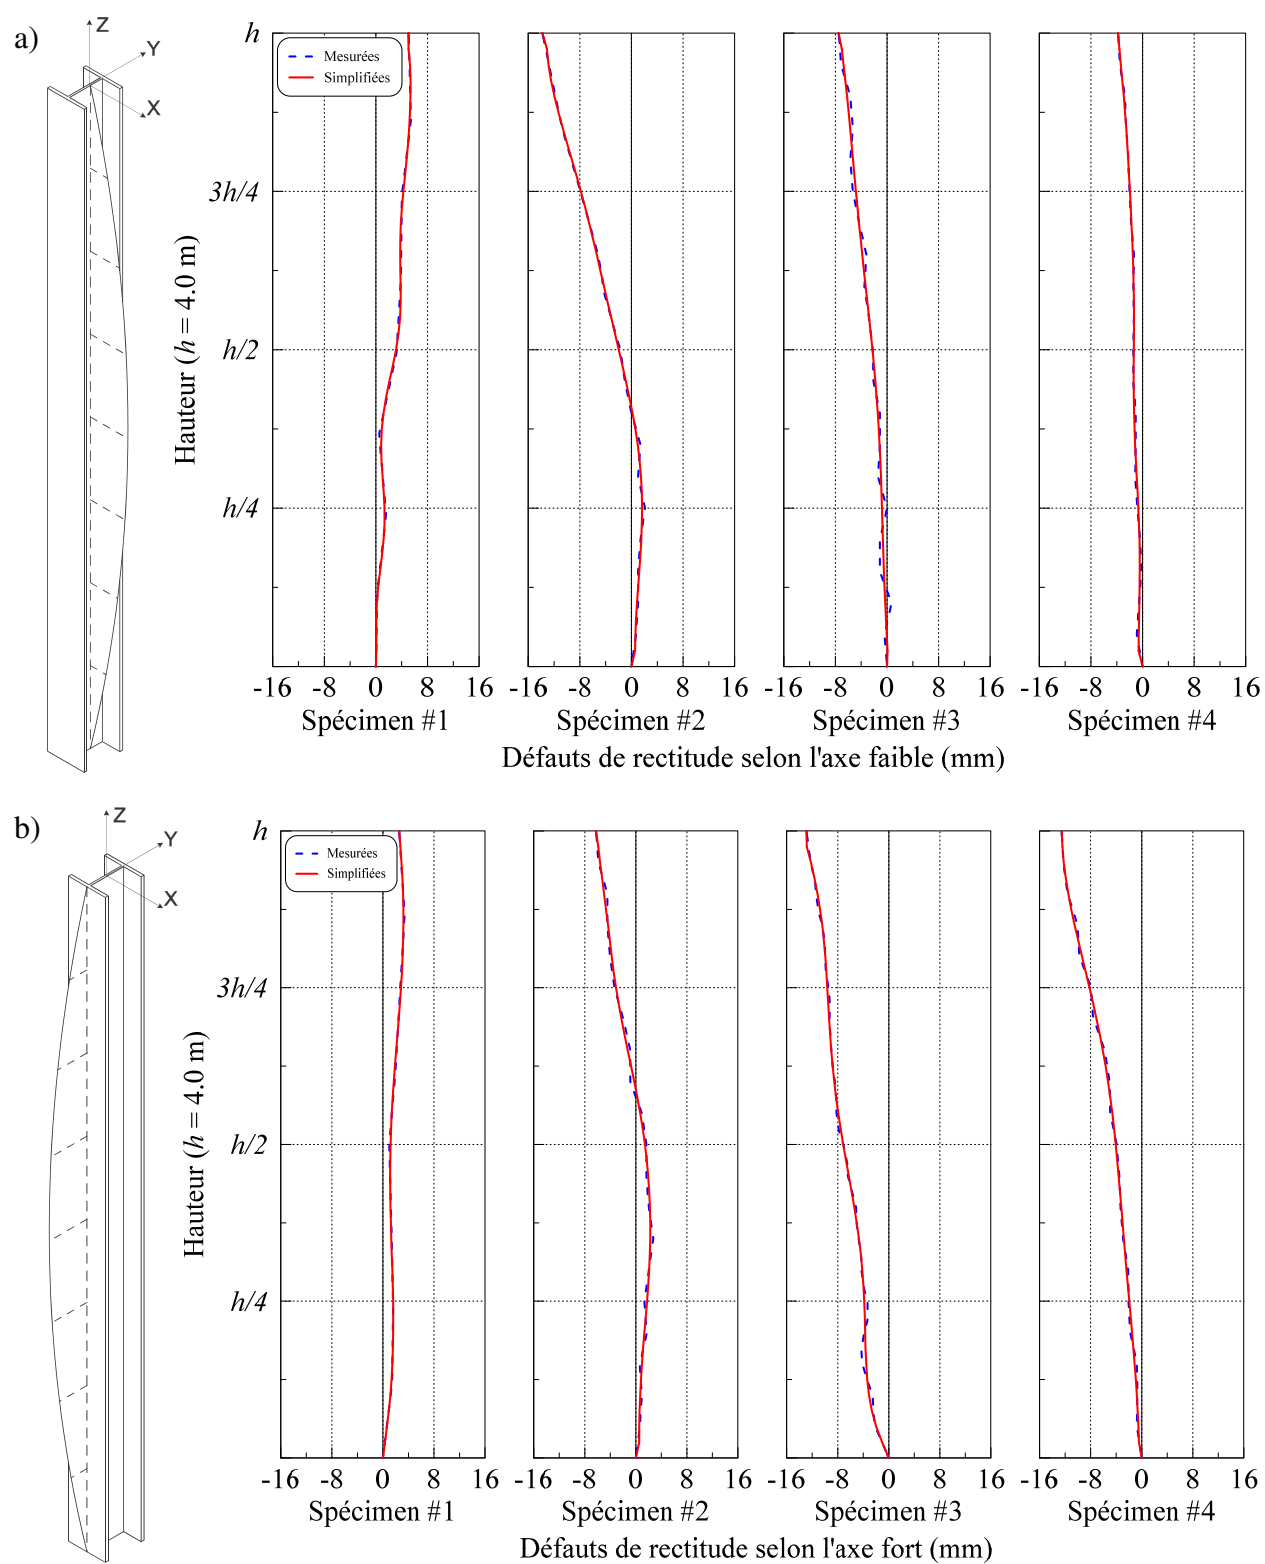 a)
Z
Y
X
Hauteur (h = 4.0 m)
h
3h/4
h/2
h/4
Mesurées
Simplifiées
-16 -8 0 8 16
-16 -8 0 8 16
-16 -8 0 8 16
-16 -8 0 8 16
Spécimen #1
Spécimen #2
Spécimen #3
Spécimen #4
Défauts de rectitude selon l'axe faible (mm)
b)
Z
Y
X
Hauteur (h = 4.0 m)
h
3h/4
h/2
h/4
Mesurées
Simplifiées
-16 -8 0 8 16
-16 -8 0 8 16
-16 -8 0 8 16
-16 -8 0 8 16
Spécimen #1
Spécimen #2
Spécimen #3
Spécimen #4
Défauts de rectitude selon l'axe fort (mm)